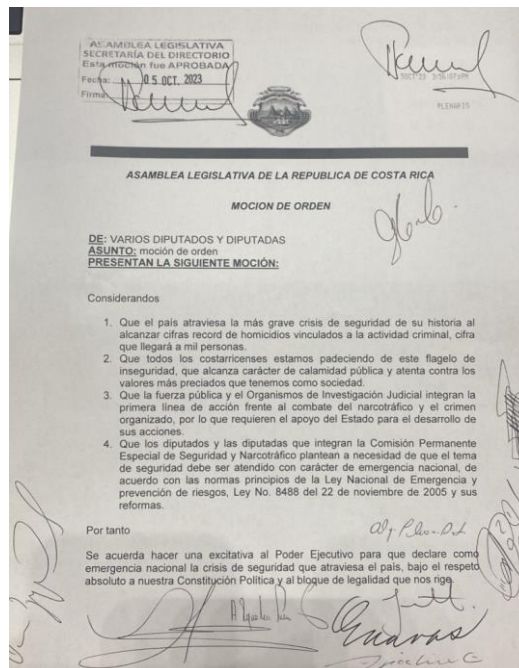 ASAMBLEA LEGISLATIVA
SECRETARÍA DEL DIRECTORIO
Esta moción fue APROBADA
Fecha: 05 OCT. 2023
Firma:
PLENARIO
ASAMBLEA LEGISLATIVA DE LA REPUBLICA DE COSTA RICA
MOCION DE ORDEN
DE: VARIOS DIPUTADOS Y DIPUTADAS
ASUNTO: moción de orden
PRESENTAN LA SIGUIENTE MOCIÓN:
Considerandos
1. Que el país atraviesa la más grave crisis de seguridad de su historia al
alcanzar cifras record de homicidios vinculados a la actividad criminal, cifra
que llegará a mil personas.
2. Que todos los costarricenses estamos padeciendo de este flagelo de
inseguridad, que alcanza carácter de calamidad pública y atenta contra los
valores más preciados que tenemos como sociedad.
3. Que la fuerza pública y el Organismos de Investigación Judicial integran la
primera línea de acción frente al combate del narcotráfico y el crimen
organizado, por lo que requieren el apoyo del Estado para el desarrollo de
sus acciones.
4. Que los diputados y las diputadas que integran la Comisión Permanente
Especial de Seguridad y Narcotráfico plantean a necesidad de que el tema
de seguridad debe ser atendido con carácter de emergencia nacional, de
acuerdo con las normas principios de la Ley Nacional de Emergencia y
prevención de riesgos, Ley No. 8488 del 22 de noviembre de 2005 y sus
reformas.
Por tanto
Se acuerda hacer una excitativa al Poder Ejecutivo para que declare como
emergencia nacional la crisis de seguridad que atraviesa el país, bajo el respeto
absoluto a nuestra Constitución Política y al bloque de legalidad que nos rige.